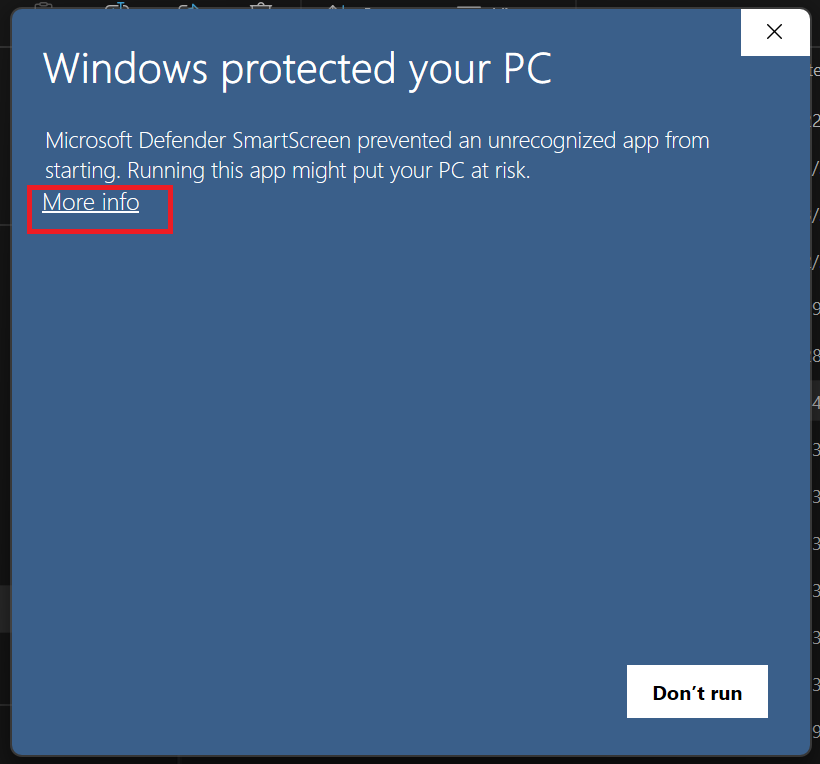 Windows protected your PC
Microsoft Defender SmartScreen prevented an unrecognized app from
starting. Running this app might put your PC at risk.
More info
Don’t run